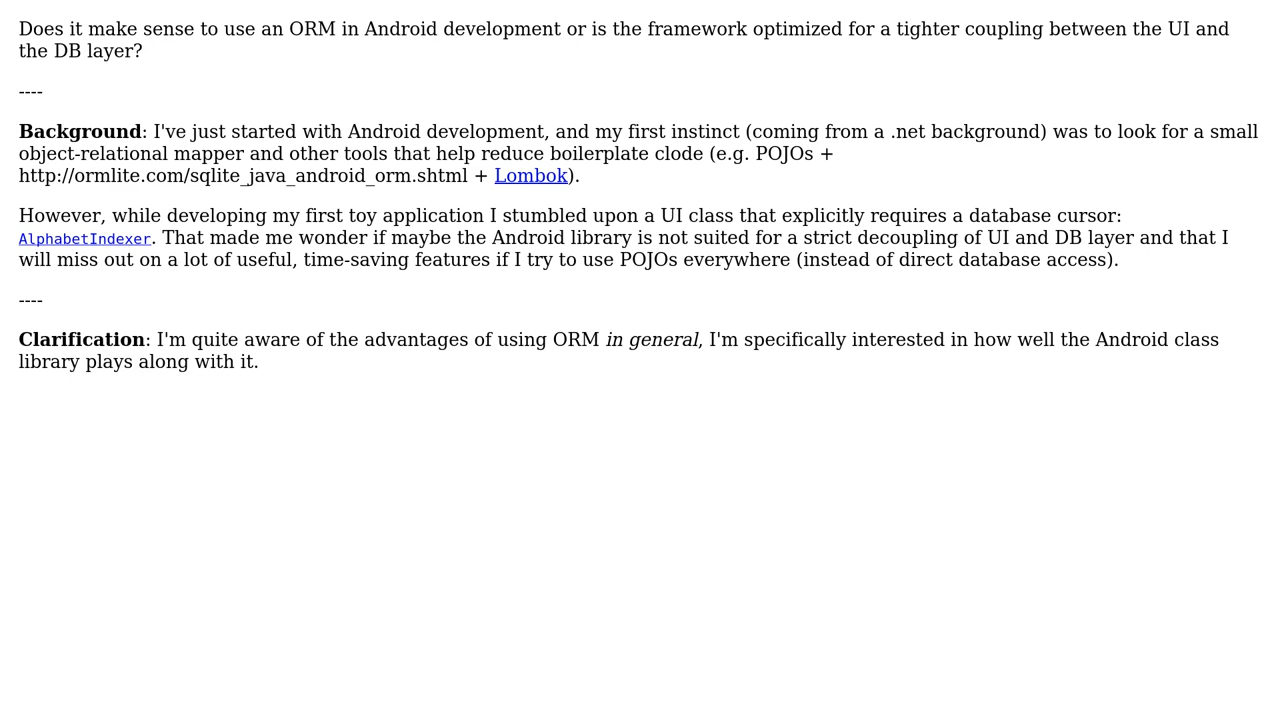 Does it make sense to use an ORM in Android development or is the framework optimized for a tighter coupling between the UI and
the DB layer?
----
Background: I've just started with Android development, and my first instinct (coming from a .net background) was to look for a small
object-relational mapper and other tools that help reduce boilerplate clode (e.g. POJOs +
http://ormlite.com/sqlite_java_android_orm.shtml + Lombok).
However, while developing my first toy application I stumbled upon a UI class that explicitly requires a database cursor:
AlphabetIndexer. That made me wonder if maybe the Android library is not suited for a strict decoupling of UI and DB layer and that I
will miss out on a lot of useful, time-saving features if I try to use POJOs everywhere (instead of direct database access).
----
Clarification: I'm quite aware of the advantages of using ORM in general, I'm specifically interested in how well the Android class
library plays along with it.